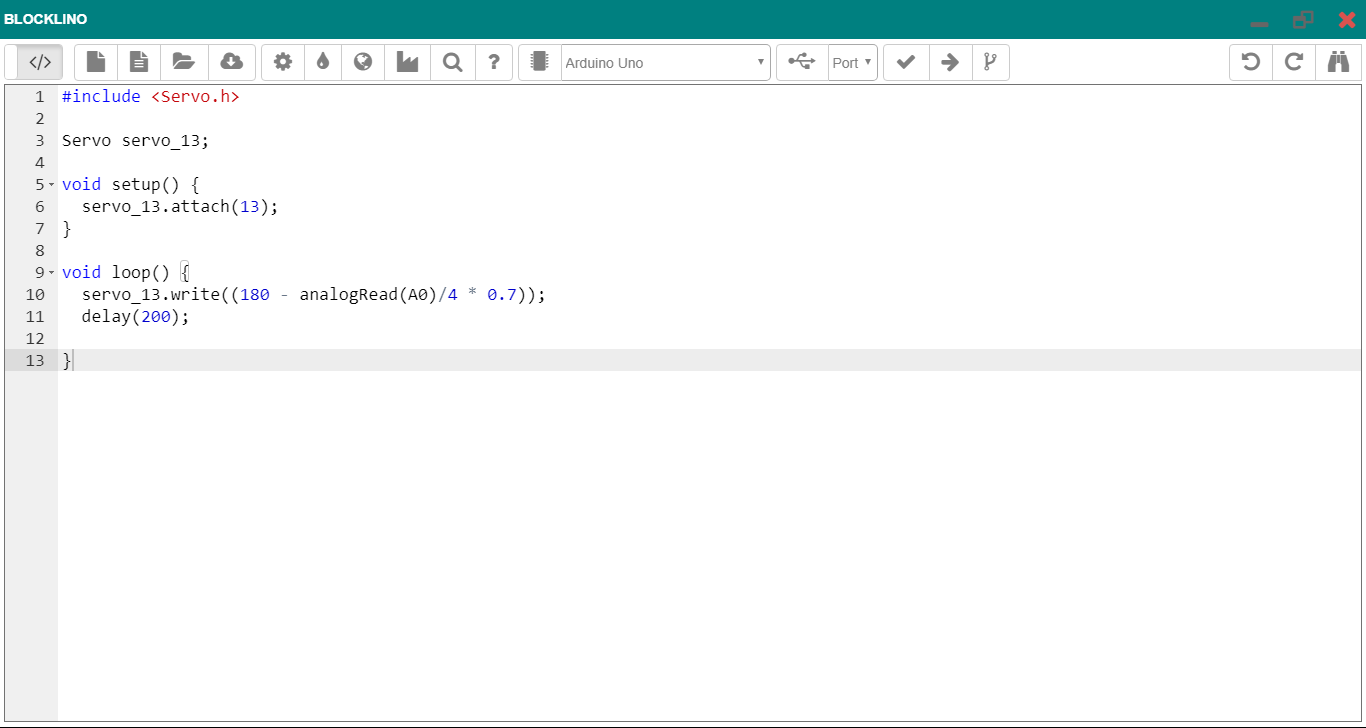 BLOCKLINO
</> ? Arduino Uno Port
1 #include <Servo.h>
2
3 Servo servo_13;
4
5 void setup() {
6   servo_13.attach(13);
7 }
8
9 void loop() {
10   servo_13.write((180 - analogRead(A0)/4 * 0.7));
11   delay(200);
12
13 }